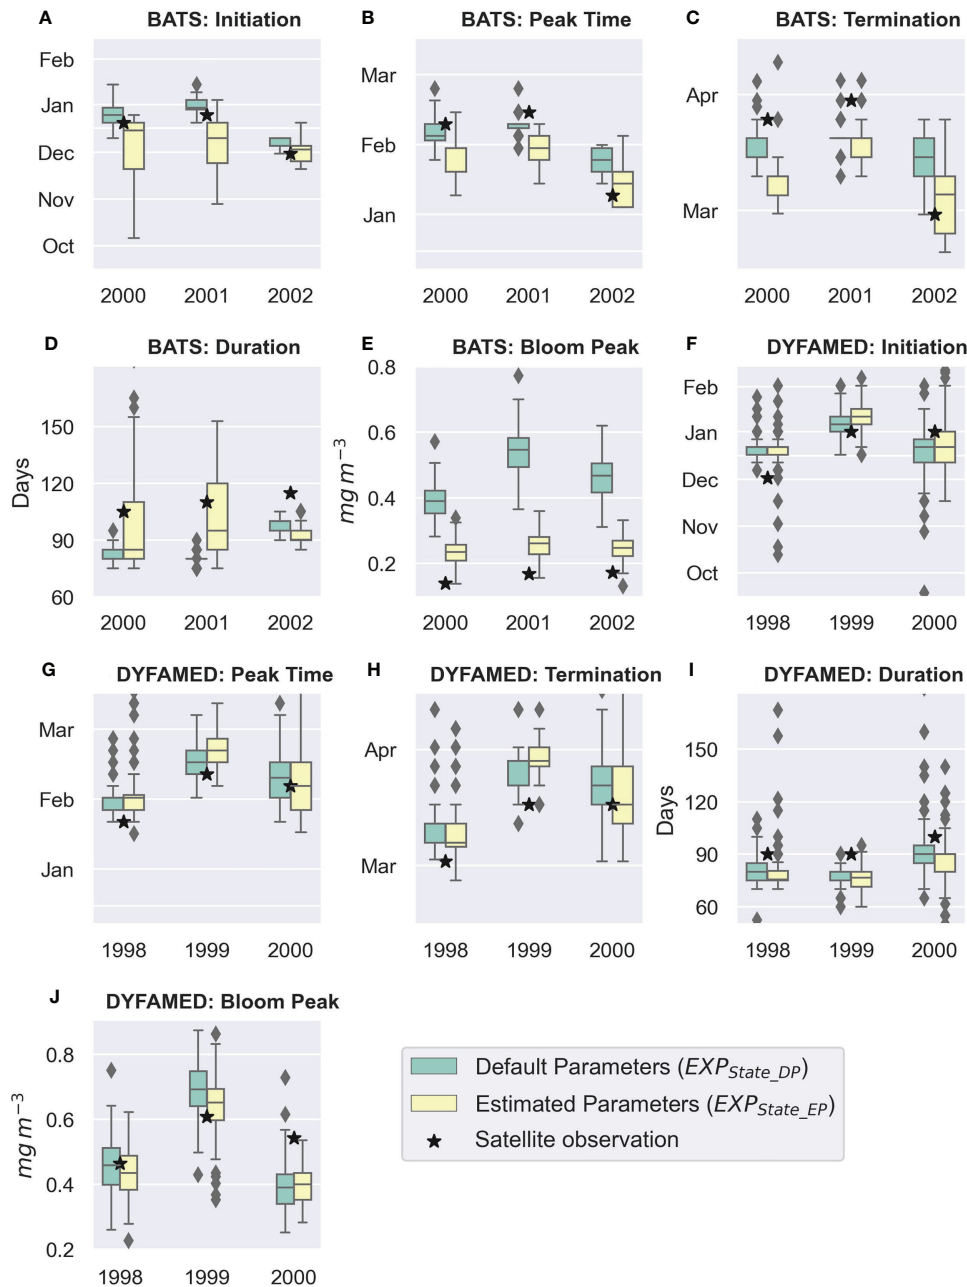 A BATS: Initiation
Feb
Jan
Dec
Nov
Oct
2000 2001 2002
B BATS: Peak Time
Mar
Feb
Jan
2000 2001 2002
C BATS: Termination
Apr
Mar
2000 2001 2002
D BATS: Duration
Days
150
120
90
60
2000 2001 2002
E BATS: Bloom Peak
mg m⁻³
0.8
0.6
0.4
0.2
2000 2001 2002
F DYFAMED: Initiation
Feb
Jan
Dec
Nov
Oct
1998 1999 2000
G DYFAMED: Peak Time
Mar
Feb
Jan
1998 1999 2000
H DYFAMED: Termination
Apr
Mar
1998 1999 2000
I DYFAMED: Duration
Days
150
120
90
60
1998 1999 2000
J DYFAMED: Bloom Peak
mg m⁻³
0.8
0.6
0.4
0.2
1998 1999 2000
Default Parameters (EXP_State_DP)
Estimated Parameters (EXP_State_EP)
Satellite observation